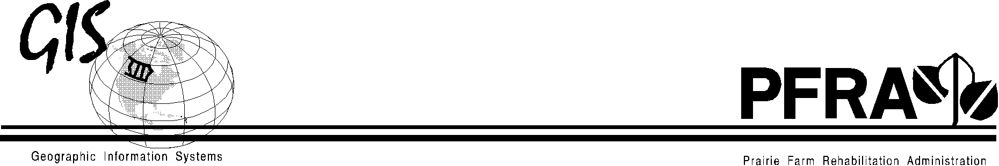 GIS
PFRA
Geographic Information Systems
Prairie Farm Rehabilitation Administration